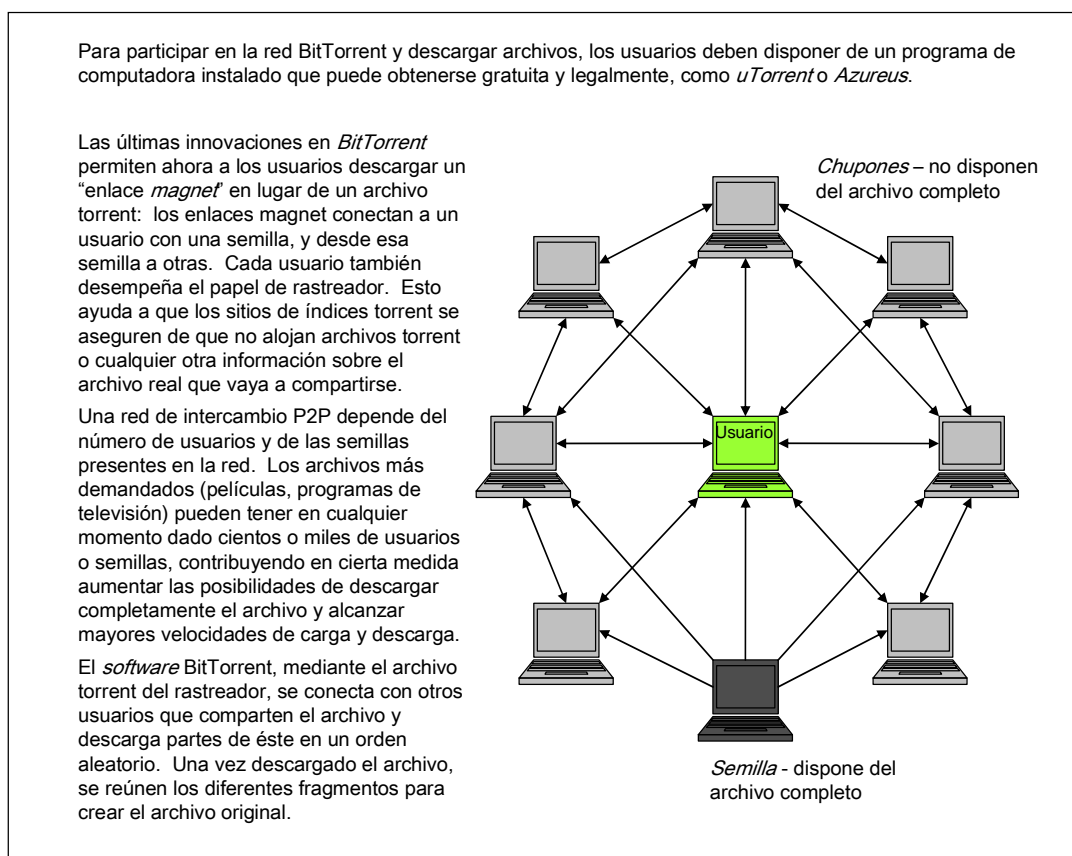 Para participar en la red BitTorrent y descargar archivos, los usuarios deben disponer de un programa de
computadora instalado que puede obtenerse gratuita y legalmente, como uTorrent o Azureus.
Las últimas innovaciones en BitTorrent
permiten ahora a los usuarios descargar un
“enlace magnet” en lugar de un archivo
torrent: los enlaces magnet conectan a un
usuario con una semilla, y desde esa
semilla a otras. Cada usuario también
desempeña el papel de rastreador. Esto
ayuda a que los sitios de índices torrent se
aseguren de que no alojan archivos torrent
o cualquier otra información sobre el
archivo real que vaya a compartirse.
Una red de intercambio P2P depende del
número de usuarios y de las semillas
presentes en la red. Los archivos más
demandados (películas, programas de
televisión) pueden tener en cualquier
momento dado cientos o miles de usuarios
o semillas, contribuyendo en cierta medida
aumentar las posibilidades de descargar
completamente el archivo y alcanzar
mayores velocidades de carga y descarga.
El software BitTorrent, mediante el archivo
torrent del rastreador, se conecta con otros
usuarios que comparten el archivo y
descarga partes de éste en un orden
aleatorio. Una vez descargado el archivo,
se reúnen los diferentes fragmentos para
crear el archivo original.
Chupones – no disponen
del archivo completo
Usuario
Semilla - dispone del
archivo completo